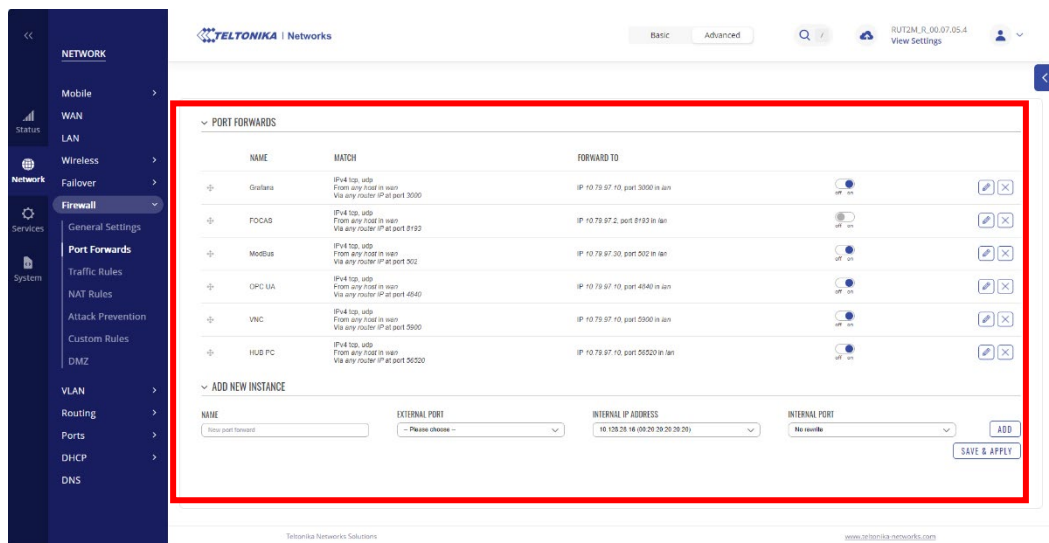 TELTONIKA | Networks
Basic
Advanced
/
RUT2M_R_00.07.05.4
View Settings
Status
Network
Services
System
NETWORK
Mobile
WAN
LAN
Wireless
Failover
Firewall
General Settings
Port Forwards
Traffic Rules
NAT Rules
Attack Prevention
Custom Rules
DMZ
VLAN
Routing
Ports
DHCP
DNS
PORT FORWARDS
NAME MATCH FORWARD TO
Grafana
IPv4 tcp, udp
From any host in wan
Via any router IP at port 3000
IP 10.79.97.10, port 3000 in lan
off on
FOCAS
IPv4 tcp, udp
From any host in wan
Via any router IP at port 8193
IP 10.79.97.2, port 8193 in lan
off on
ModBus
IPv4 tcp, udp
From any host in wan
Via any router IP at port 502
IP 10.79.97.30, port 502 in lan
off on
OPC UA
IPv4 tcp, udp
From any host in wan
Via any router IP at port 4840
IP 10.79.97.10, port 4840 in lan
off on
VNC
IPv4 tcp, udp
From any host in wan
Via any router IP at port 5900
IP 10.79.97.10, port 5900 in lan
off on
HUB PC
IPv4 tcp, udp
From any host in wan
Via any router IP at port 56520
IP 10.79.97.10, port 56520 in lan
off on
ADD NEW INSTANCE
NAME EXTERNAL PORT INTERNAL IP ADDRESS INTERNAL PORT
New port forward
-- Please choose --
No rewrite
ADD
SAVE & APPLY
Teltonika Networks Solutions
www.teltonika-networks.com